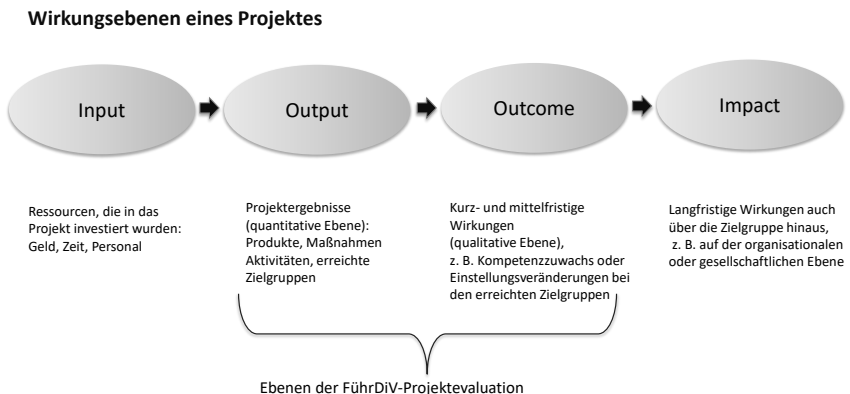 Wirkungsebenen eines Projektes
Input
Output
Outcome
Impact
Ressourcen, die in das
Projekt investiert wurden:
Geld, Zeit, Personal
Projektergebnisse
(quantitative Ebene):
Produkte, Maßnahmen
Aktivitäten, erreichte
Zielgruppen
Kurz- und mittelfristige
Wirkungen
(qualitative Ebene),
z. B. Kompetenzzuwachs oder
Einstellungsveränderungen bei
den erreichten Zielgruppen
Langfristige Wirkungen auch
über die Zielgruppe hinaus,
z. B. auf der organisationalen
oder gesellschaftlichen Ebene
Ebenen der FührDiV-Projektevaluation